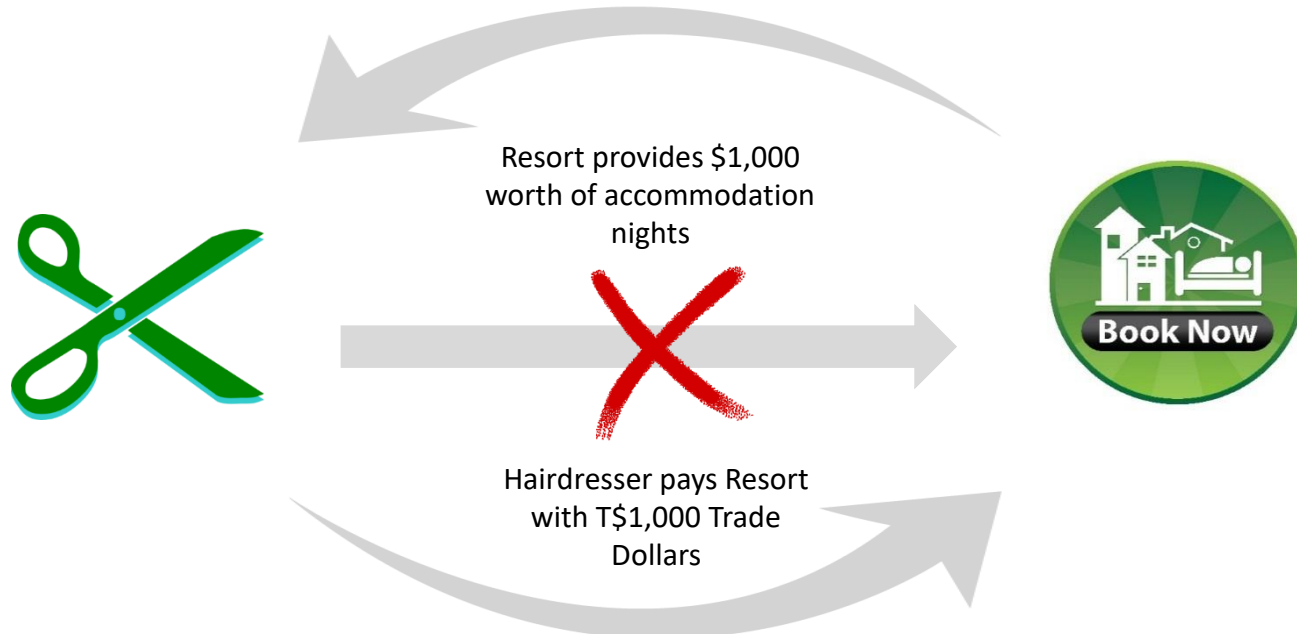 Resort provides $1,000
worth of accommodation
nights
Book Now
Hairdresser pays Resort
with T$1,000 Trade
Dollars